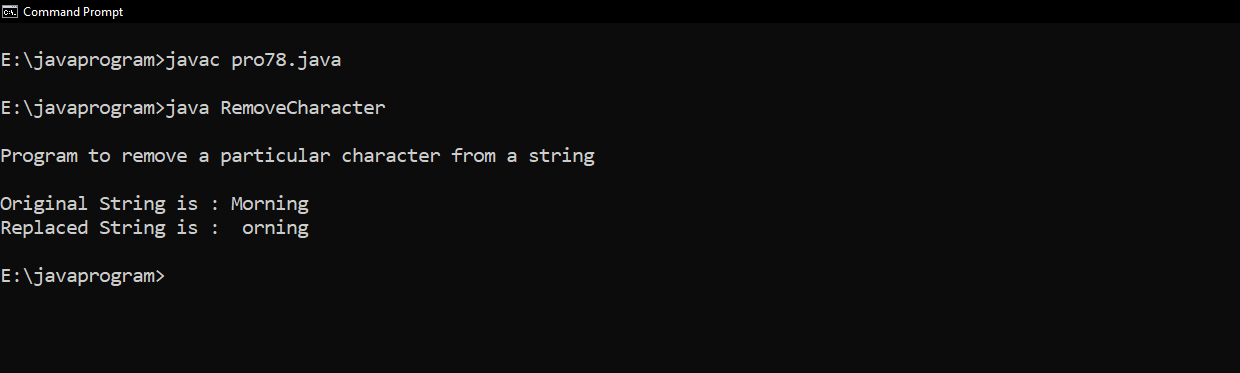 Command Prompt
E:\javaprogram>javac pro78.java
E:\javaprogram>java RemoveCharacter
Program to remove a particular character from a string
Original String is : Morning
Replaced String is :  orning
E:\javaprogram>